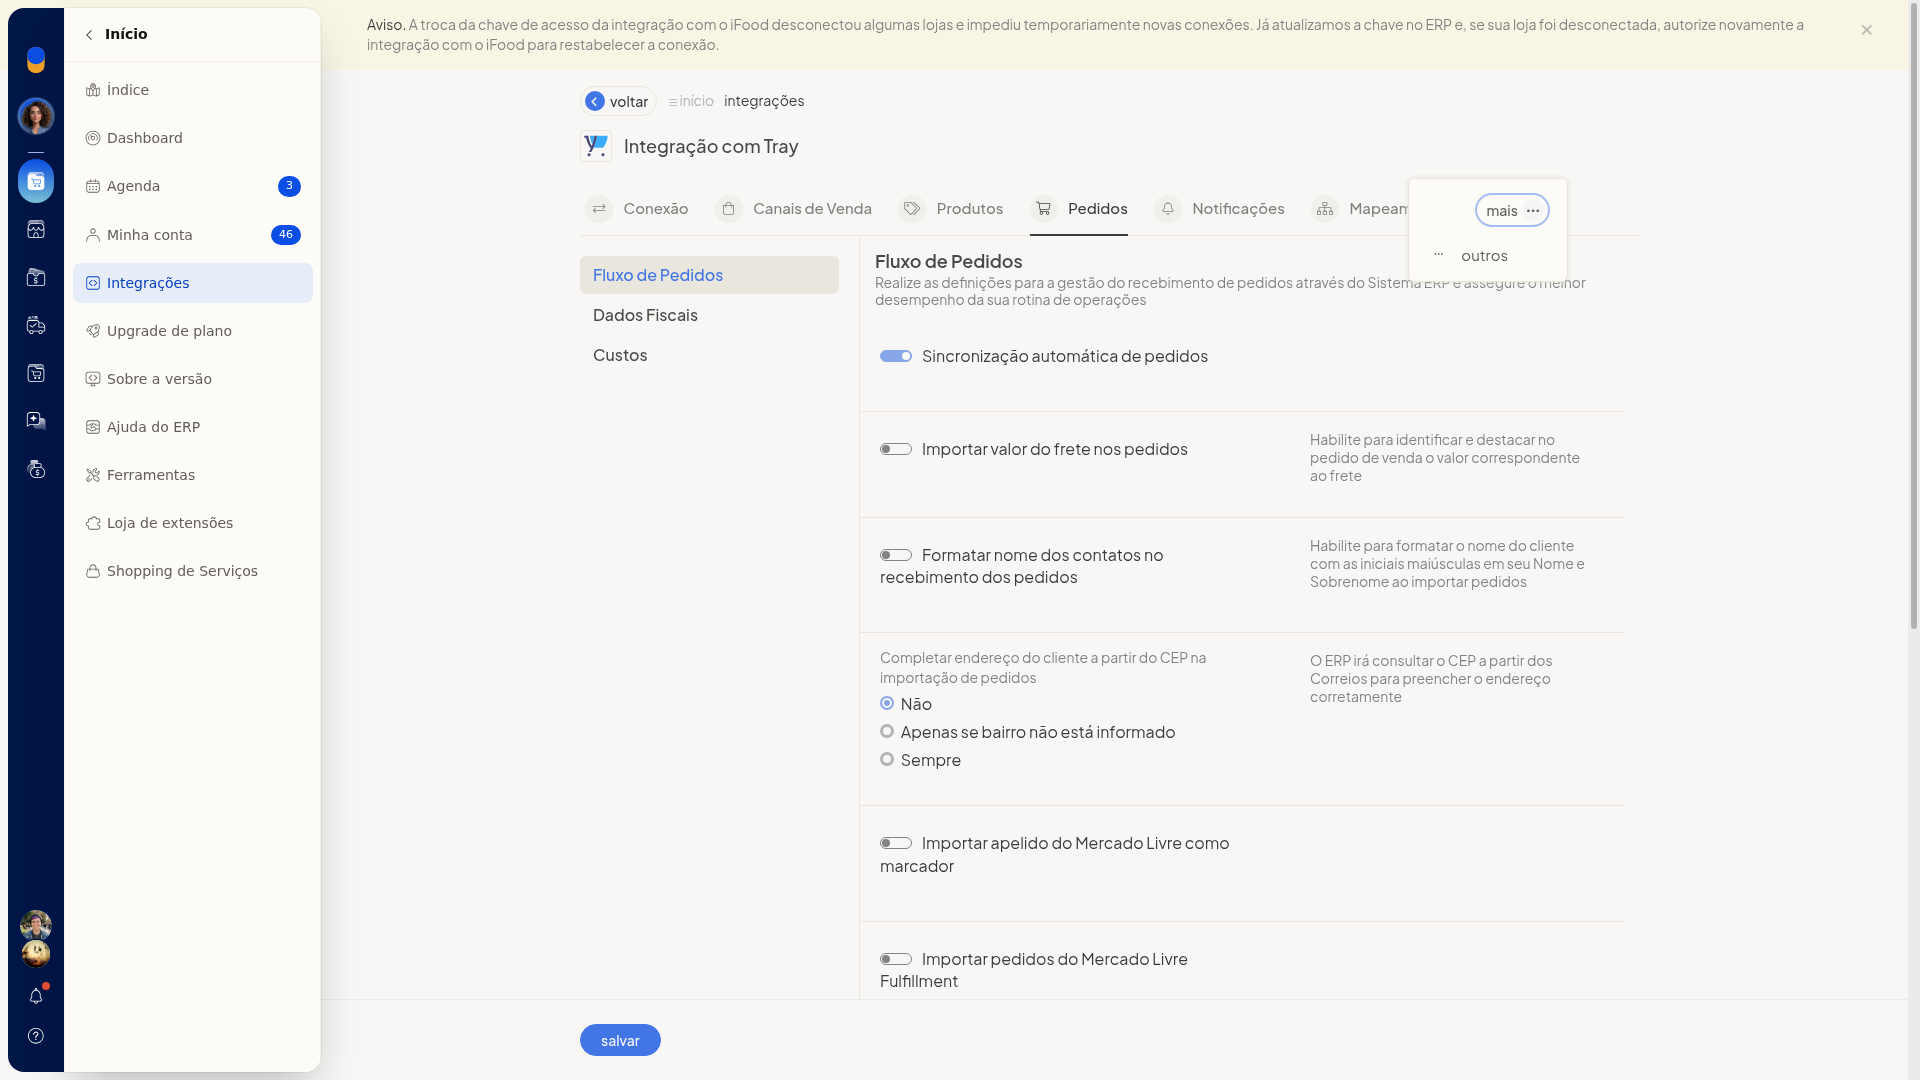 Início
Índice
Dashboard
Agenda
3
Minha conta
46
Integrações
Upgrade de plano
Sobre a versão
Ajuda do ERP
Ferramentas
Loja de extensões
Shopping de Serviços
Aviso. A troca da chave de acesso da integração com o iFood desconectou algumas lojas e impediu temporariamente novas conexões. Já atualizamos a chave no ERP e, se sua loja foi desconectada, autorize novamente a
integração com o iFood para restabelecer a conexão.
voltar
início
integrações
Integração com Tray
Conexão
Canais de Venda
Produtos
Pedidos
Notificações
Mapeam
mais
outros
Fluxo de Pedidos
Dados Fiscais
Custos
Fluxo de Pedidos
Realize as definições para a gestão do recebimento de pedidos através do Sistema ERP e assegure o melhor
desempenho da sua rotina de operações
Sincronização automática de pedidos
Importar valor do frete nos pedidos
Habilite para identificar e destacar no
pedido de venda o valor correspondente
ao frete
Formatar nome dos contatos no
recebimento dos pedidos
Habilite para formatar o nome do cliente
com as iniciais maiúsculas em seu Nome e
Sobrenome ao importar pedidos
Completar endereço do cliente a partir do CEP na
importação de pedidos
Não
Apenas se bairro não está informado
Sempre
O ERP irá consultar o CEP a partir dos
Correios para preencher o endereço
corretamente
Importar apelido do Mercado Livre como
marcador
Importar pedidos do Mercado Livre
Fulfillment
salvar